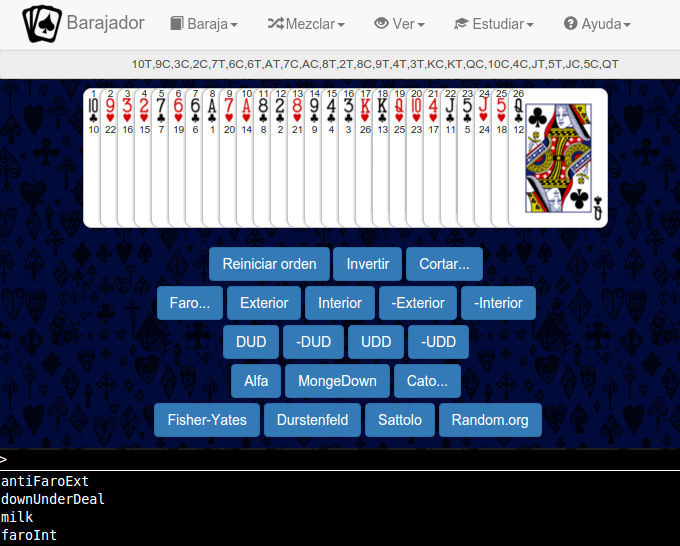 Barajador Baraja Mezclar Ver Estudiar Ayuda
10T,9C,3C,2C,7T,6C,6T,AT,7C,AC,8T,2T,8C,9T,4T,3T,KC,KT,QC,10C,4C,JT,5T,JC,5C,QT
1 2 3 4 5 6 7 8 9 10 11 12 13 14 15 16 17 18 19 20 21 22 23 24 25 26
10 9 3 2 7 6 6 A 7 A 8 2 8 9 4 3 K K Q 10 4 J 5 J 5 Q
10 22 16 15 7 19 6 1 20 14 8 2 21 9 4 3 26 13 25 23 17 11 5 24 18 12
Q
Reiniciar orden Invertir Cortar...
Faro... Exterior Interior -Exterior -Interior
DUD -DUD UDD -UDD
Alfa MongeDown Cato...
Fisher-Yates Durstenfeld Sattolo Random.org
>
antiFaroExt
downUnderDeal
milk
faroInt